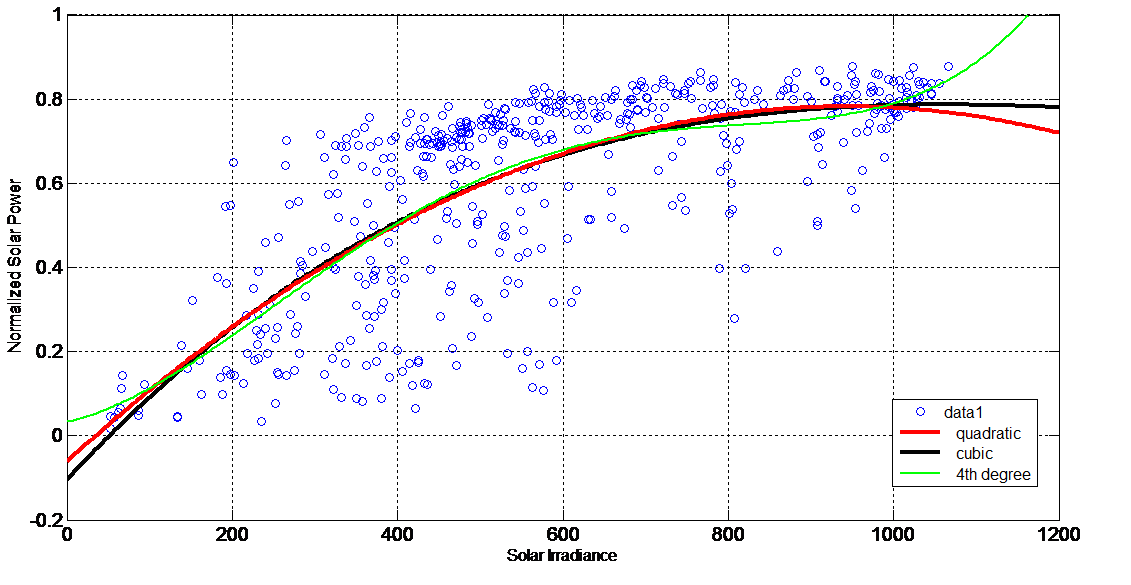 1
0.8
0.6
0.4
0.2
0
-0.2
Normalized Solar Power
0 200 400 600 800 1000 1200
Solar Irradiance
data1
quadratic
cubic
4th degree